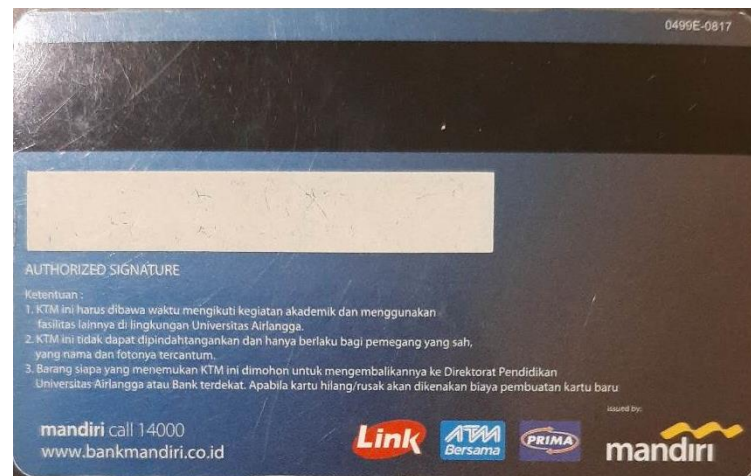 0499E-0817
AUTHORIZED SIGNATURE
Ketentuan :
1. KTM ini harus dibawa waktu mengikuti kegiatan akademik dan menggunakan
fasilitas lainnya di lingkungan Universitas Airlangga.
2. KTM ini tidak dapat dipindahtangankan dan hanya berlaku bagi pemegang yang sah,
yang nama dan fotonya tercantum.
3. Barang siapa yang menemukan KTM ini dimohon untuk mengembalikannya ke Direktorat Pendidikan
Universitas Airlangga atau Bank terdekat. Apabila kartu hilang/rusak akan dikenakan biaya pembuatan kartu baru
issued by:
mandiri call 14000
www.bankmandiri.co.id
Link
ATM
Bersama
PRIMA
mandiri